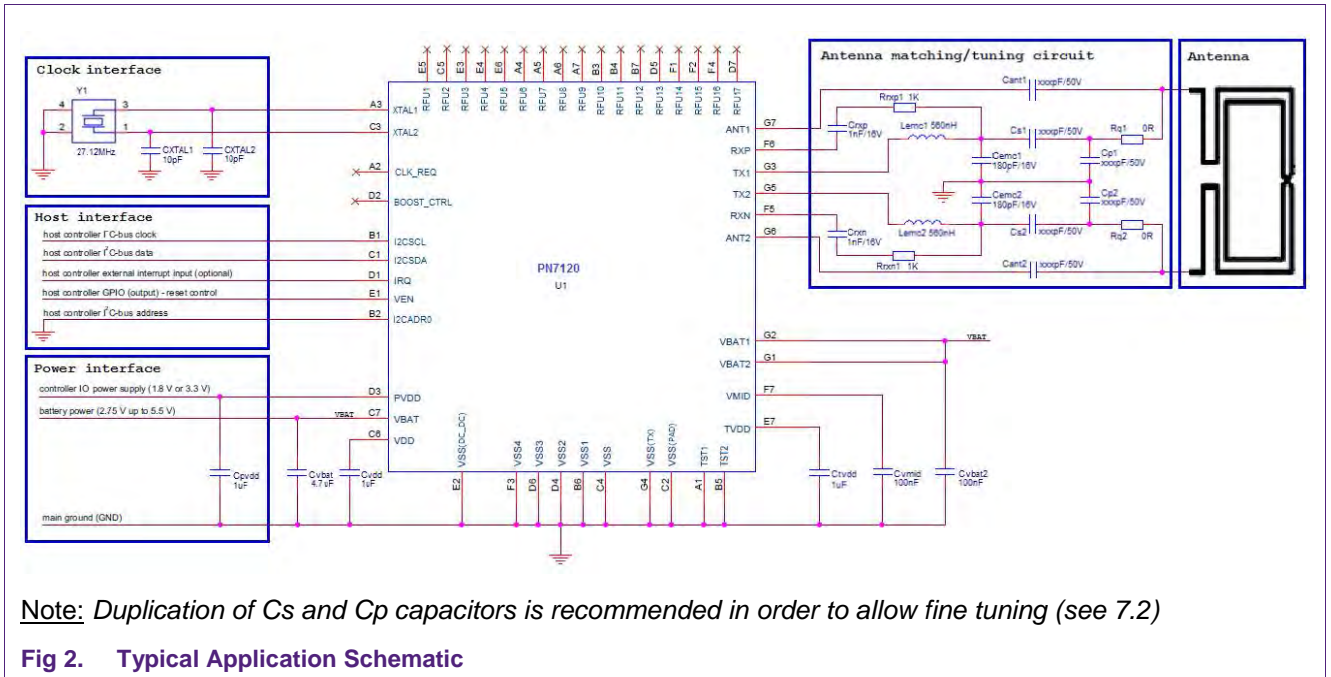 Clock interface
Y1
4
3
2
1
27.12MHz
CXTAL1
10pF
CXTAL2
10pF
Host interface
host controller I²C-bus clock
host controller I²C-bus data
host controller external interrupt input (optional)
host controller GPIO (output) - reset control
host controller I²C-bus address
Power interface
controller IO power supply (1.8 V or 3.3 V)
battery power (2.75 V up to 5.5 V)
VBAT
Cpvdd
1uF
Cvbat
4.7uF
Cvdd
1uF
main ground (GND)
E5
C5
E3
E4
E6
A4
A5
A6
A7
B3
B4
B7
D5
F1
F2
F4
D7
RFU1
RFU2
RFU3
RFU4
RFU5
RFU6
RFU7
RFU8
RFU9
RFU10
RFU11
RFU12
RFU13
RFU14
RFU15
RFU16
RFU17
A3 XTAL1
C3 XTAL2
A2 CLK_REQ
D2 BOOST_CTRL
B1 I2CSCL
C1 I2CSDA
D1 IRQ
E1 VEN
B2 I2CADR0
D3 PVDD
C7 VBAT
C6 VDD
PN7120
U1
ANT1 G7
RXP F6
TX1 G3
TX2 G5
RXN F5
ANT2 G6
VBAT1 G2
VBAT
VBAT2 G1
VMID F7
TVDD E7
VSS(DC_DC)
VSS4
VSS3
VSS2
VSS1
VSS
VSS(TX)
VSS(PAD)
TST1
TST2
E2
F3
D6
D4
B6
C4
G4
C2
A1
B5
Ctvdd
1uF
Cvmid
100nF
Cvbat2
100nF
Antenna matching/tuning circuit
Cant1 xxxpF/50V
Rrxp1 1K
Crxp
1nF/16V
Lemc1 560nH
Cs1 xxxpF/50V
Rq1 0R
Cemc1
180pF/16V
Cp1
xxxpF/50V
Cemc2
180pF/16V
Cp2
xxxpF/50V
Crxn
1nF/16V
Lemc2 560nH
Cs2 xxxpF/50V
Rq2 0R
Rrxn1 1K
Cant2 xxxpF/50V
Antenna
Note: Duplication of Cs and Cp capacitors is recommended in order to allow fine tuning (see 7.2)
Fig 2. Typical Application Schematic